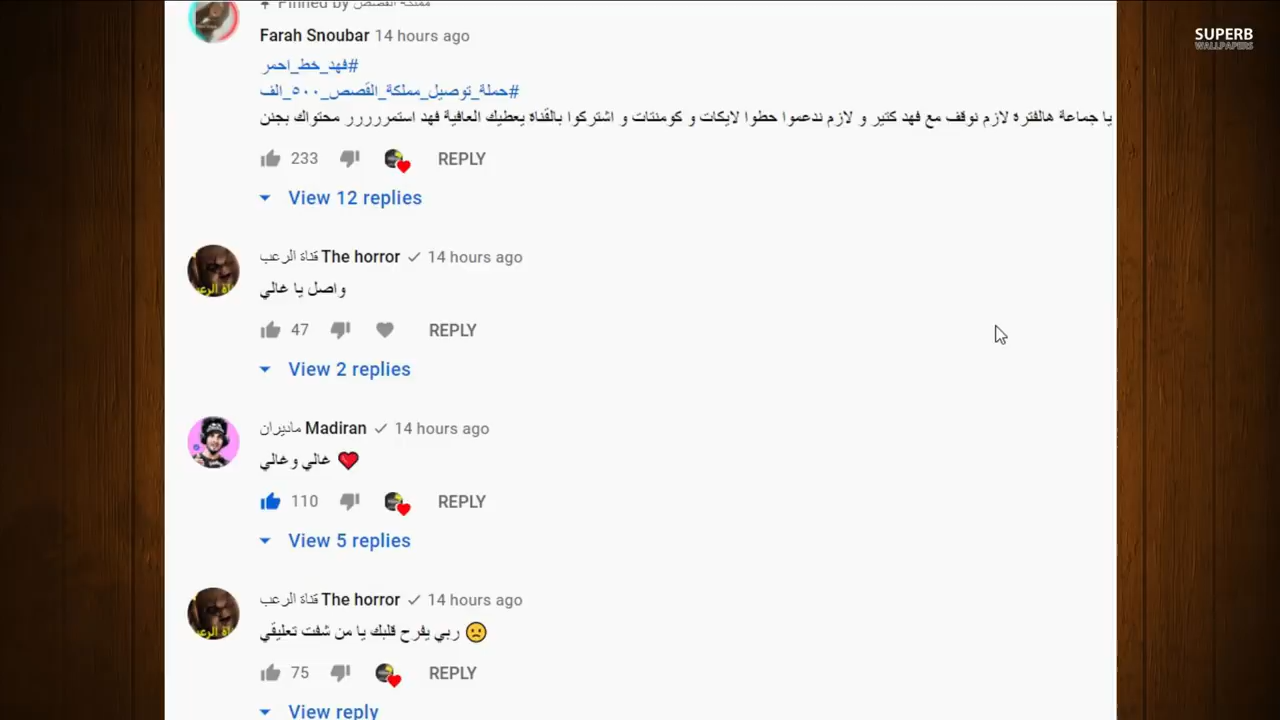 Pinned by مملكة القصص
SUPERB
WALLPAPERS
Farah Snoubar 14 hours ago
#فهد_خط_احمر
#حملة_توصيل_مملكة_القصص_٥٠٠_الف
يا جماعة هالفتره لازم نوقف مع فهد كتير و لازم ندعموا حطوا لايكات و كومنتات و اشتركوا بالقناة يعطيك العافية فهد استمررررر محتواك بجنن
233 REPLY
View 12 replies
قناة الرعب The horror 14 hours ago
واصل يا غالي
47 REPLY
View 2 replies
ماديران Madiran 14 hours ago
غالي وغالي ❤️
110 REPLY
View 5 replies
قناة الرعب The horror 14 hours ago
ربي يفرح قلبك يا من شفت تعليقي 🙁
75 REPLY
View reply